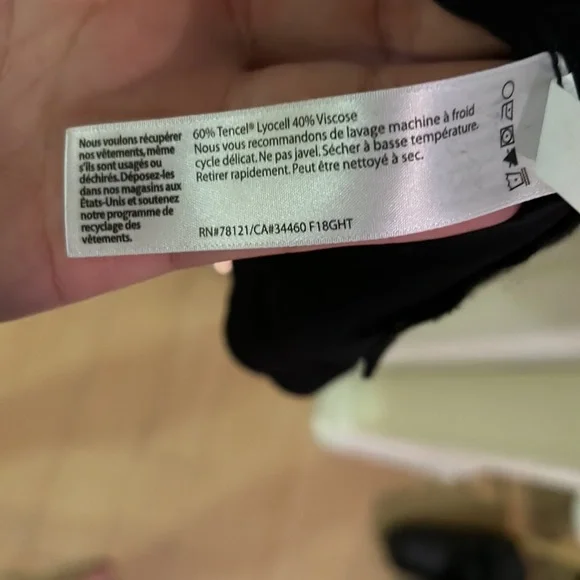 Nous voulons récupérer
nos vêtements, même
s'ils sont usagés ou
déchirés. Déposez-les
dans nos magasins aux
États-Unis et soutenez
notre programme de
recyclage des
vêtements.
60% Tencel® Lyocell 40% Viscose
Nous vous recommandons de lavage machine à froid
cycle délicat. Ne pas javel. Sécher à basse température.
Retirer rapidement. Peut être nettoyé à sec.
RN#78121/CA#34460 F18GHT